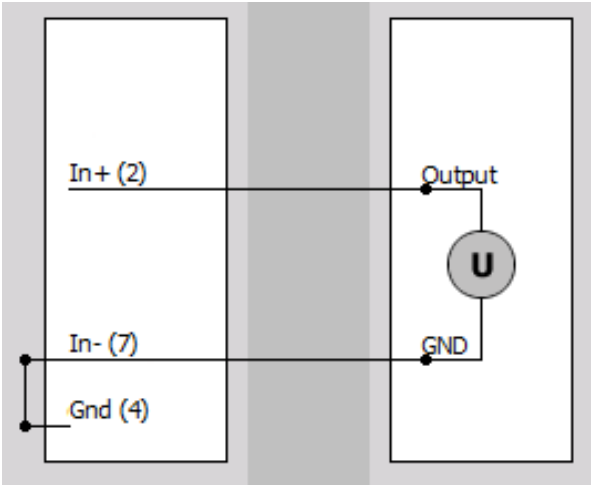 In+ (2)
Output
U
In- (7)
GND
Gnd (4)